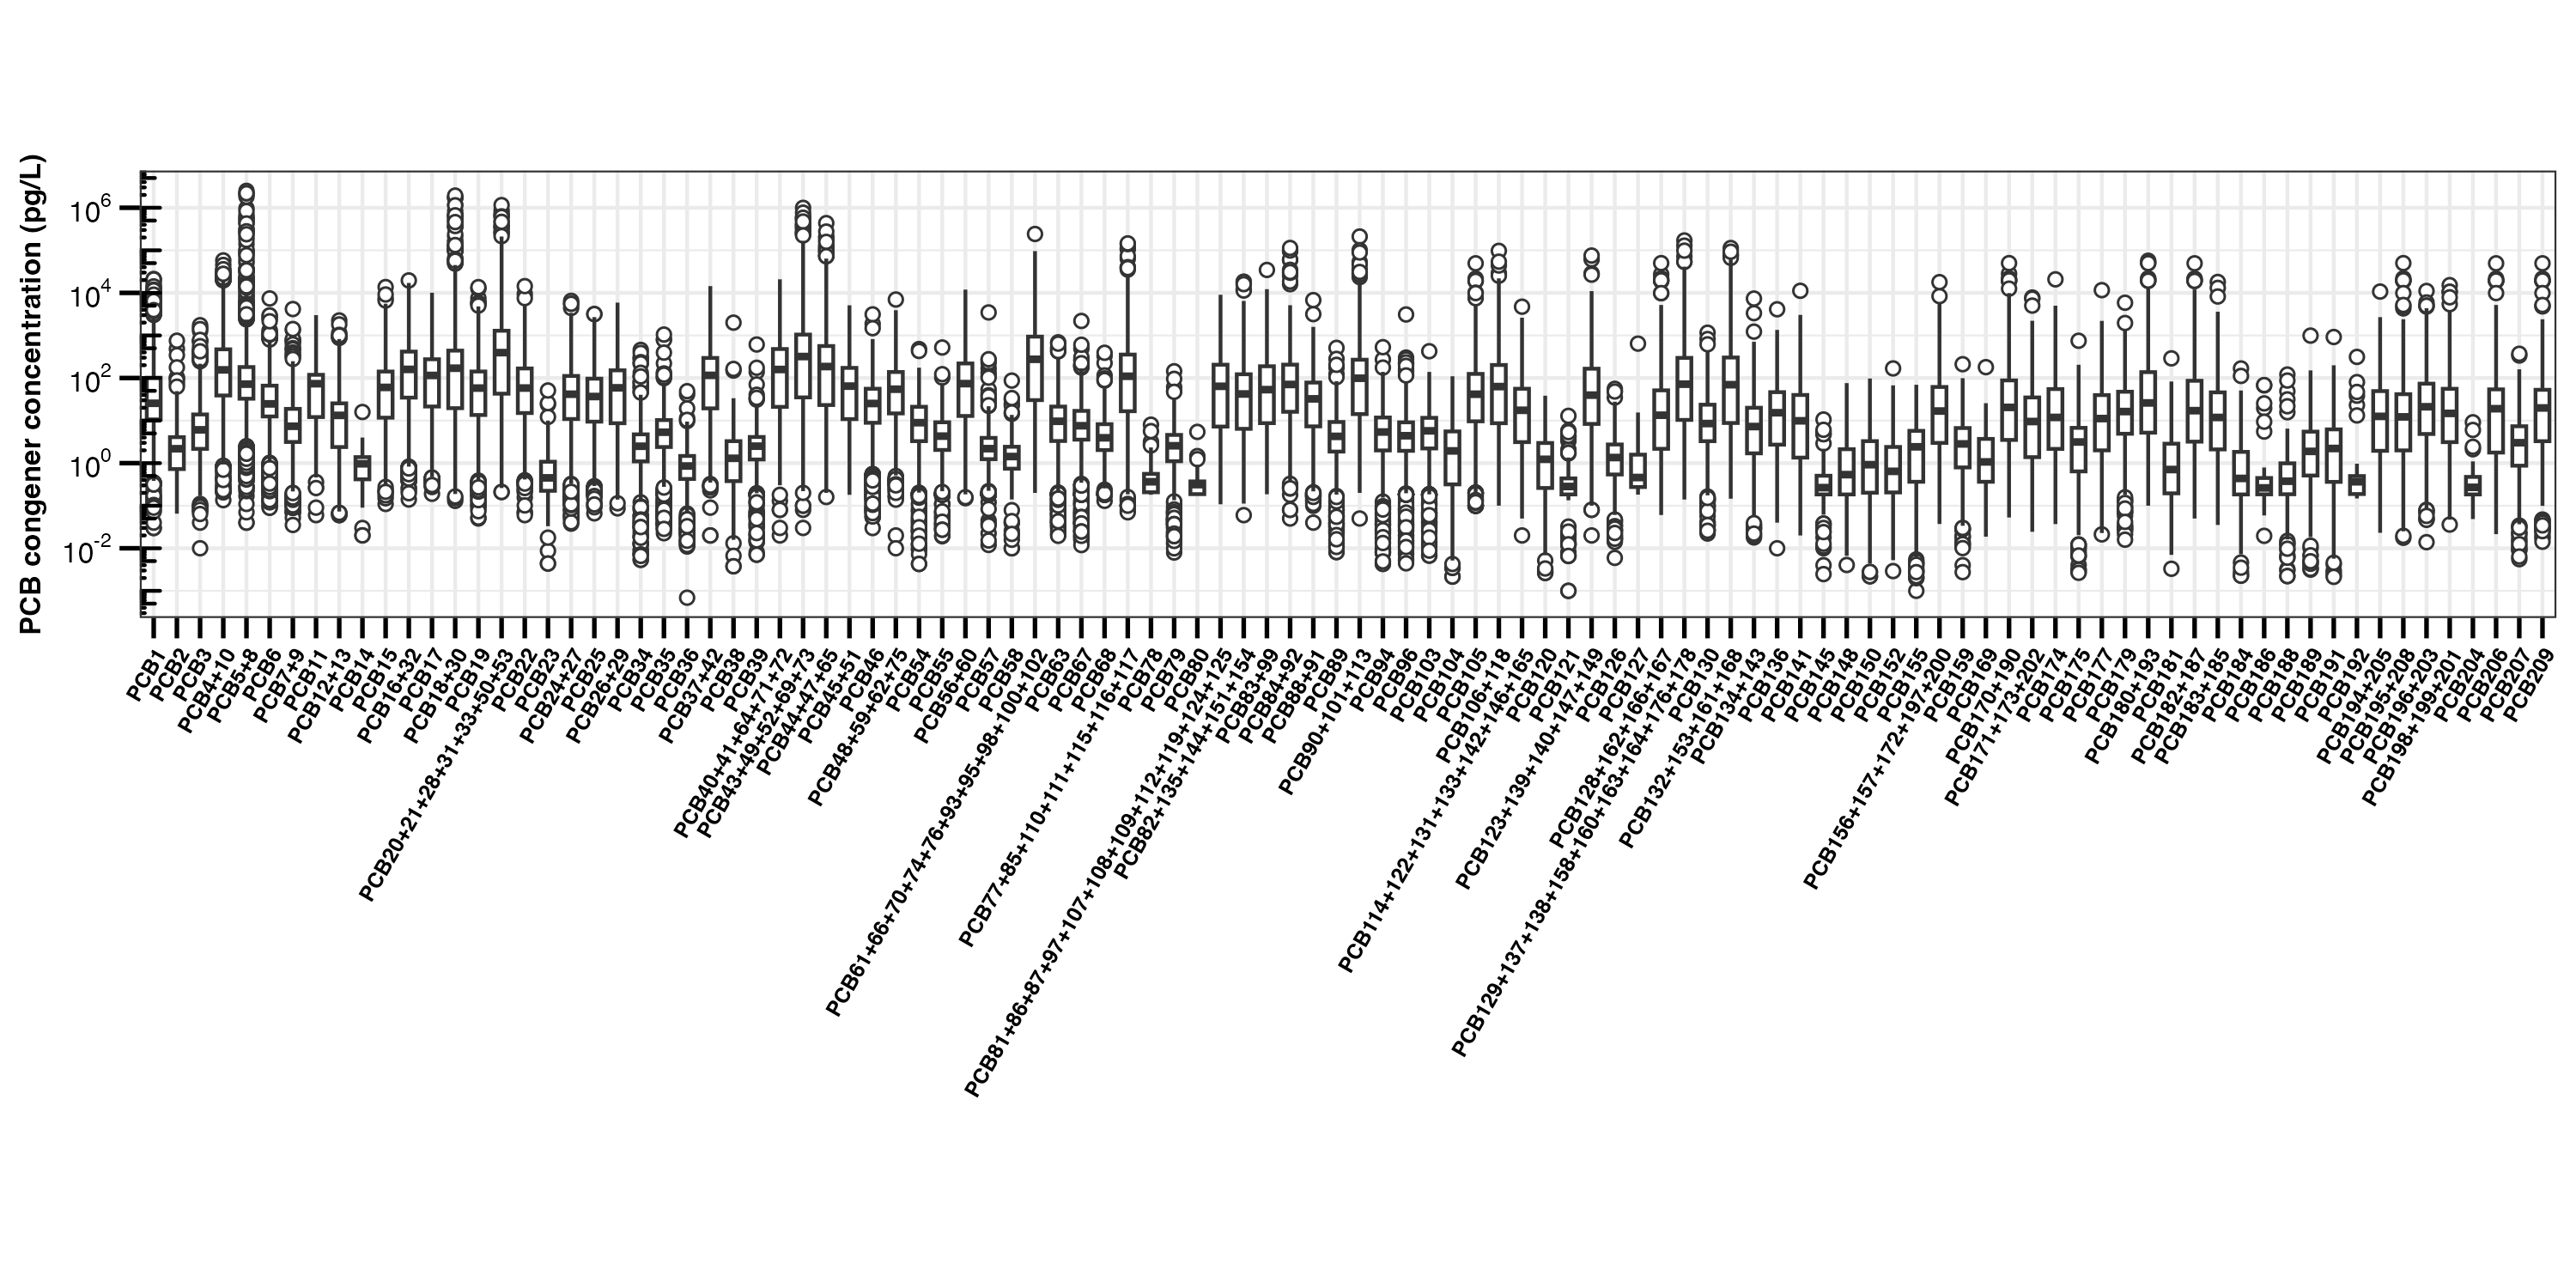 PCB congener concentration (pg/L)
10^6
10^4
10^2
10^0
10^-2
PCB1
PCB2
PCB3
PCB4+10
PCB5+8
PCB6
PCB7+9
PCB11
PCB12+13
PCB14
PCB15
PCB16+32
PCB17
PCB18+30
PCB19
PCB20+21+28+31+33+50+53
PCB22
PCB23
PCB24+27
PCB25
PCB26+29
PCB34
PCB35
PCB36
PCB37+42
PCB38
PCB39
PCB40+41+64+71+72
PCB43+49+52+69+73
PCB44+47+65
PCB45+51
PCB46
PCB48+59+62+75
PCB54
PCB55
PCB56+60
PCB57
PCB58
PCB61+66+70+74+76+93+95+98+100+102
PCB63
PCB67
PCB68
PCB77+85+110+111+115+116+117
PCB78
PCB79
PCB80
PCB81+86+87+97+107+108+109+112+119+124+125
PCB82+135+144+151+154
PCB83+99
PCB84+92
PCB88+91
PCB89
PCB90+101+113
PCB94
PCB96
PCB103
PCB104
PCB105
PCB106+118
PCB114+122+131+133+142+146+165
PCB120
PCB121
PCB123+139+140+147+149
PCB126
PCB127
PCB128+162+166+167
PCB129+137+138+158+160+163+164+176+178
PCB130
PCB132+153+161+168
PCB134+143
PCB136
PCB141
PCB145
PCB148
PCB150
PCB152
PCB155
PCB156+157+172+197+200
PCB159
PCB169
PCB170+190
PCB171+173+202
PCB174
PCB175
PCB177
PCB179
PCB180+193
PCB181
PCB182+187
PCB183+185
PCB184
PCB186
PCB188
PCB189
PCB191
PCB192
PCB194+205
PCB195+208
PCB196+203
PCB198+199+201
PCB204
PCB206
PCB207
PCB209